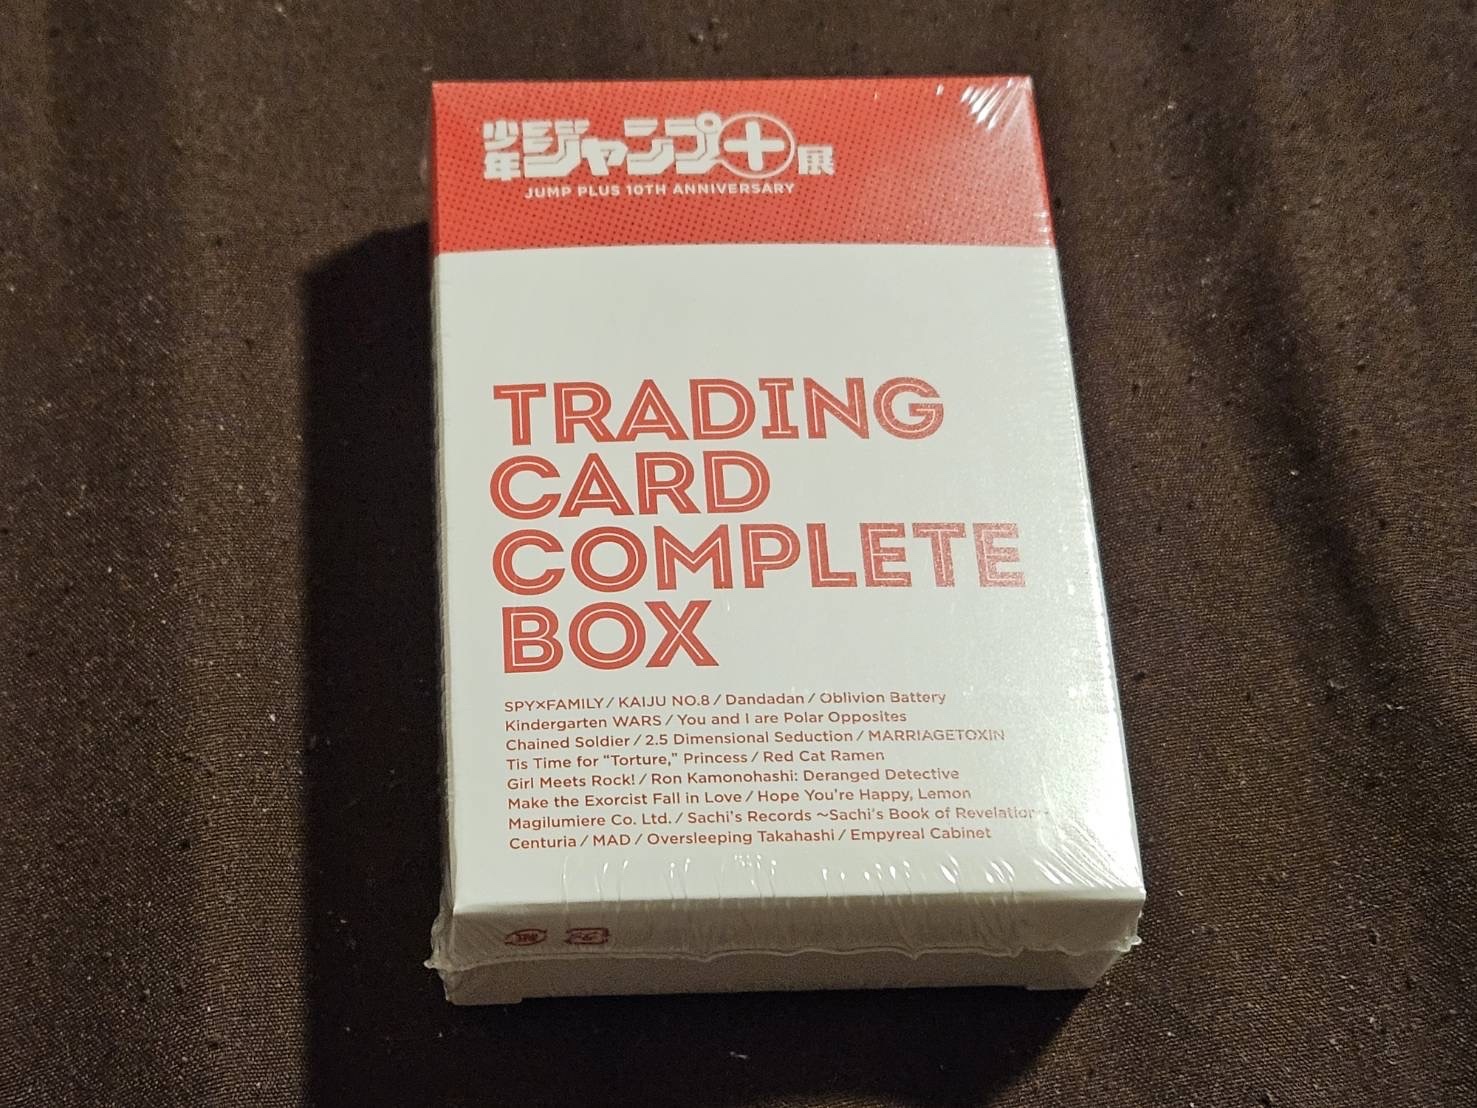 少年ジャンプ+展
JUMP PLUS 10TH ANNIVERSARY
TRADING
CARD
COMPLETE
BOX
SPY×FAMILY / KAIJU NO.8 / Dandadan / Oblivion Battery
Kindergarten WARS / You and I are Polar Opposites
Chained Soldier / 2.5 Dimensional Seduction / MARRIAGETOXIN
Tis Time for “Torture,” Princess / Red Cat Ramen
Girl Meets Rock! / Ron Kamonohashi: Deranged Detective
Make the Exorcist Fall in Love / Hope You're Happy, Lemon
Magilumiere Co. Ltd. / Sachi's Records ～Sachi's Book of Revelation～
Centuria / MAD / Oversleeping Takahashi / Empyreal Cabinet